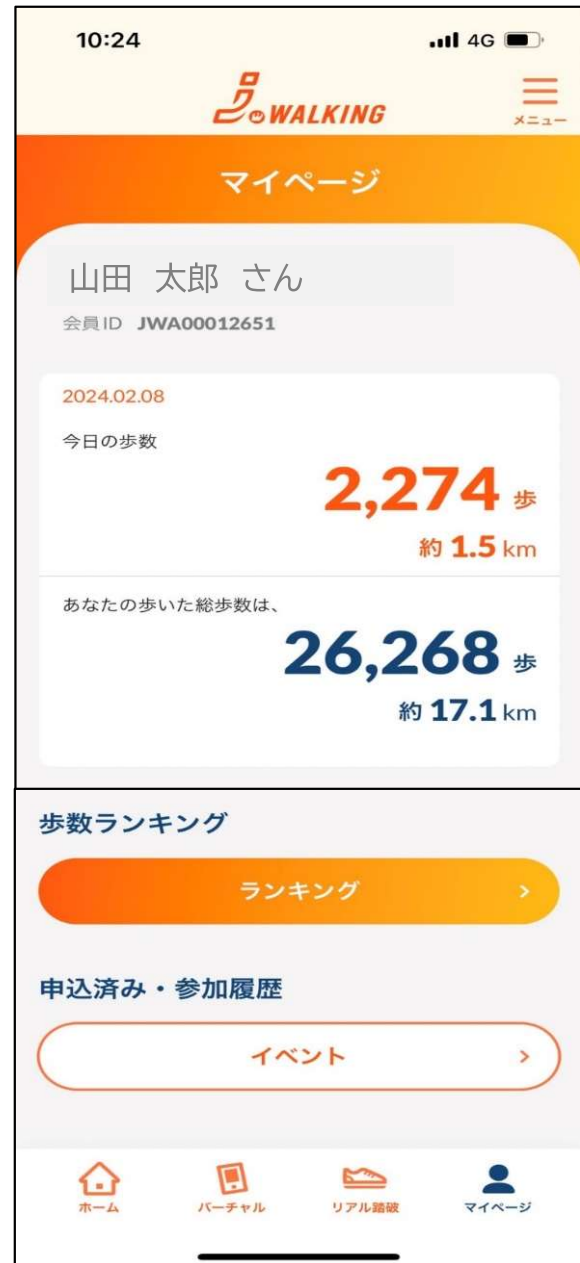 10:24
4G
WALKING
メニュー
マイページ
山田 太郎 さん
会員ID JWA00012651
2024.02.08
今日の歩数
2,274 歩
約 1.5 km
あなたの歩いた総歩数は、
26,268 歩
約 17.1 km
歩数ランキング
ランキング
申込済み・参加履歴
イベント
ホーム
バーチャル
リアル踏破
マイページ